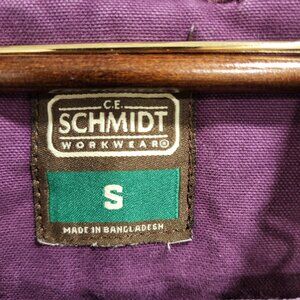 C.E.
SCHMIDT
WORKWEAR®
S
MADE IN BANGLADESH